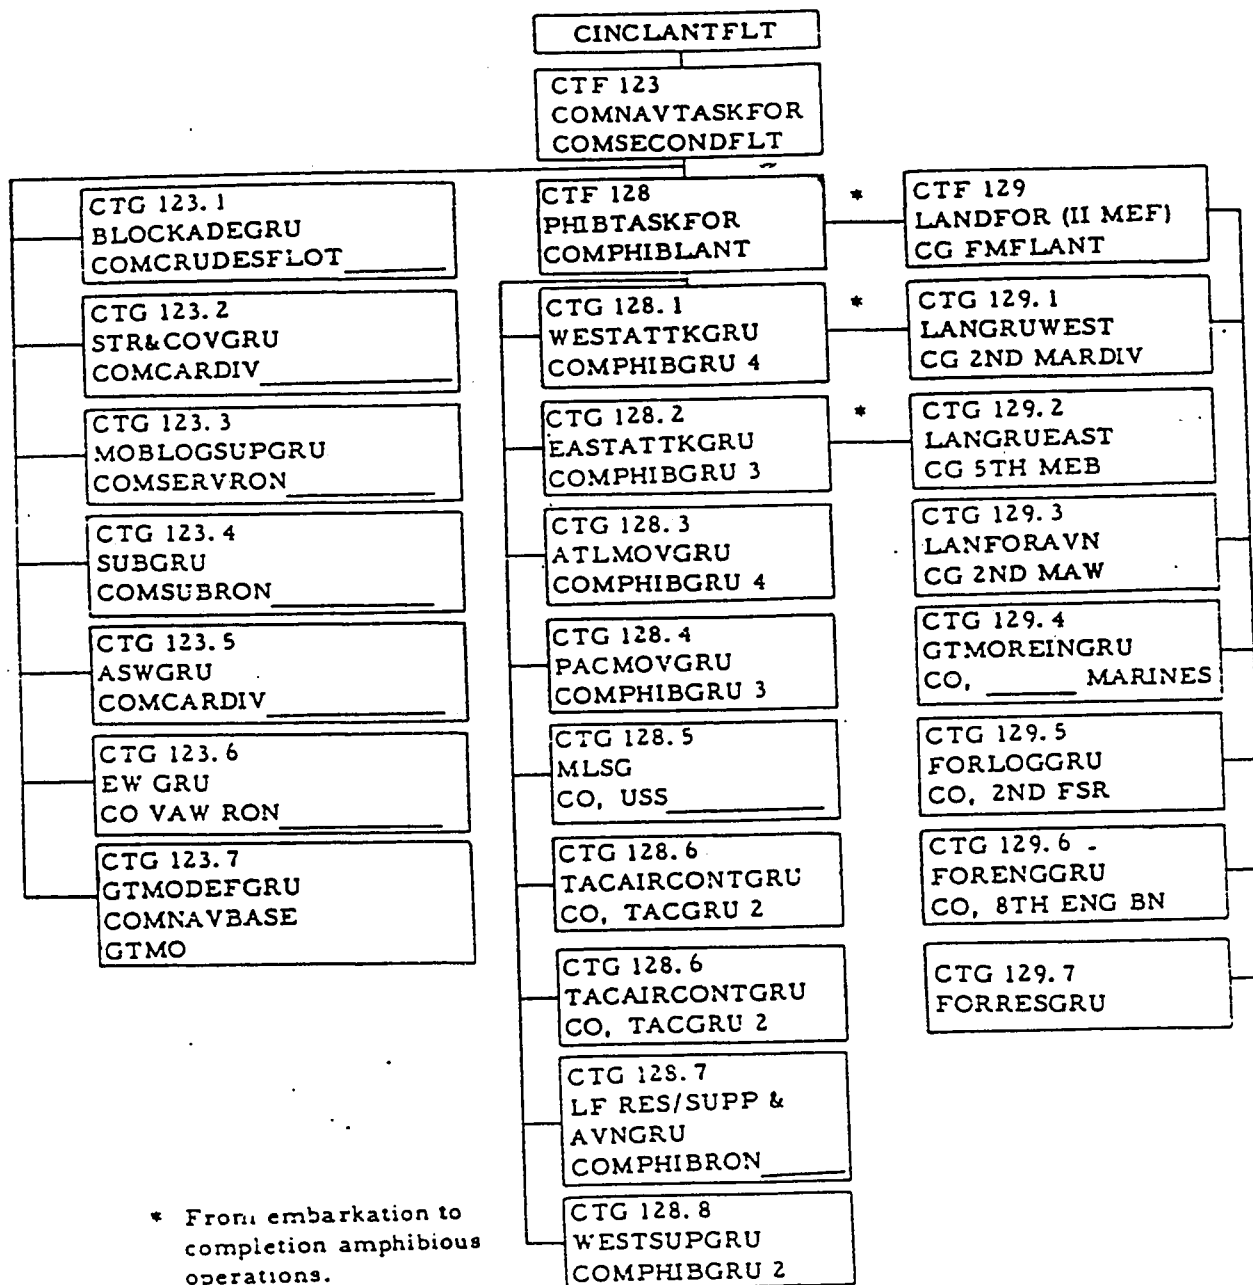 CINCLANTFLT
CTF 123
COMNAVTASKFOR
COMSECONDFLT
CTG 123.1
BLOCKADEGRU
COMCRUDESFLOT
CTG 123.2
STR&COVGRU
COMCARDIV
CTG 123.3
MOBLOGSUPGRU
COMSERVRON
CTG 123.4
SUBGRU
COMSUBRON
CTG 123.5
ASWGRU
COMCARDIV
CTG 123.6
EW GRU
CO VAW RON
CTG 123.7
GTMODEFGRU
COMNAVBASE
GTMO
CTF 128
PHIBTASKFOR
COMPHIBLANT
CTG 128.1
WESTATTKGRU
COMPHIBGRU 4
CTG 128.2
EASTATTKGRU
COMPHIBGRU 3
CTG 128.3
ATLMOVGRU
COMPHIBGRU 4
CTG 128.4
PACMOVGRU
COMPHIBGRU 3
CTG 128.5
MLSG
CO, USS
CTG 128.6
TACAIRCONTGRU
CO, TACGRU 2
CTG 128.6
TACAIRCONTGRU
CO, TACGRU 2
CTG 128.7
LF RES/SUPP &
AVNGRU
COMPHIBRON
CTG 128.8
WESTSUPGRU
COMPHIBGRU 2
*
*
*
CTF 129
LANDFOR (II MEF)
CG FMFLANT
CTG 129.1
LANGRUWEST
CG 2ND MARDIV
CTG 129.2
LANGRUEAST
CG 5TH MEB
CTG 129.3
LANFORAVN
CG 2ND MAW
CTG 129.4
GTMOREINGRU
CO, ______ MARINES
CTG 129.5
FORLOGGRU
CO, 2ND FSR
CTG 129.6
FORENGGRU
CO, 8TH ENG BN
CTG 129.7
FORRESGRU
* From embarkation to
completion amphibious
operations.